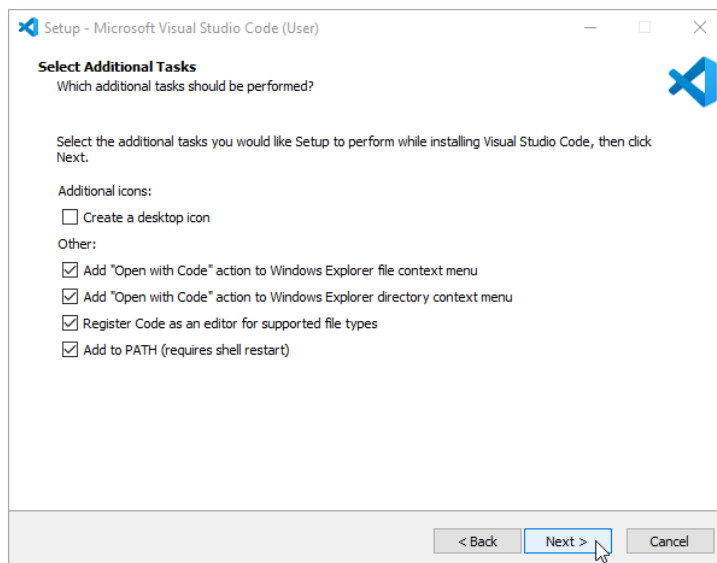 Setup - Microsoft Visual Studio Code (User)
Select Additional Tasks
Which additional tasks should be performed?
Select the additional tasks you would like Setup to perform while installing Visual Studio Code, then click
Next.
Additional icons:
Create a desktop icon
Other:
Add "Open with Code" action to Windows Explorer file context menu
Add "Open with Code" action to Windows Explorer directory context menu
Register Code as an editor for supported file types
Add to PATH (requires shell restart)
< Back Next > Cancel